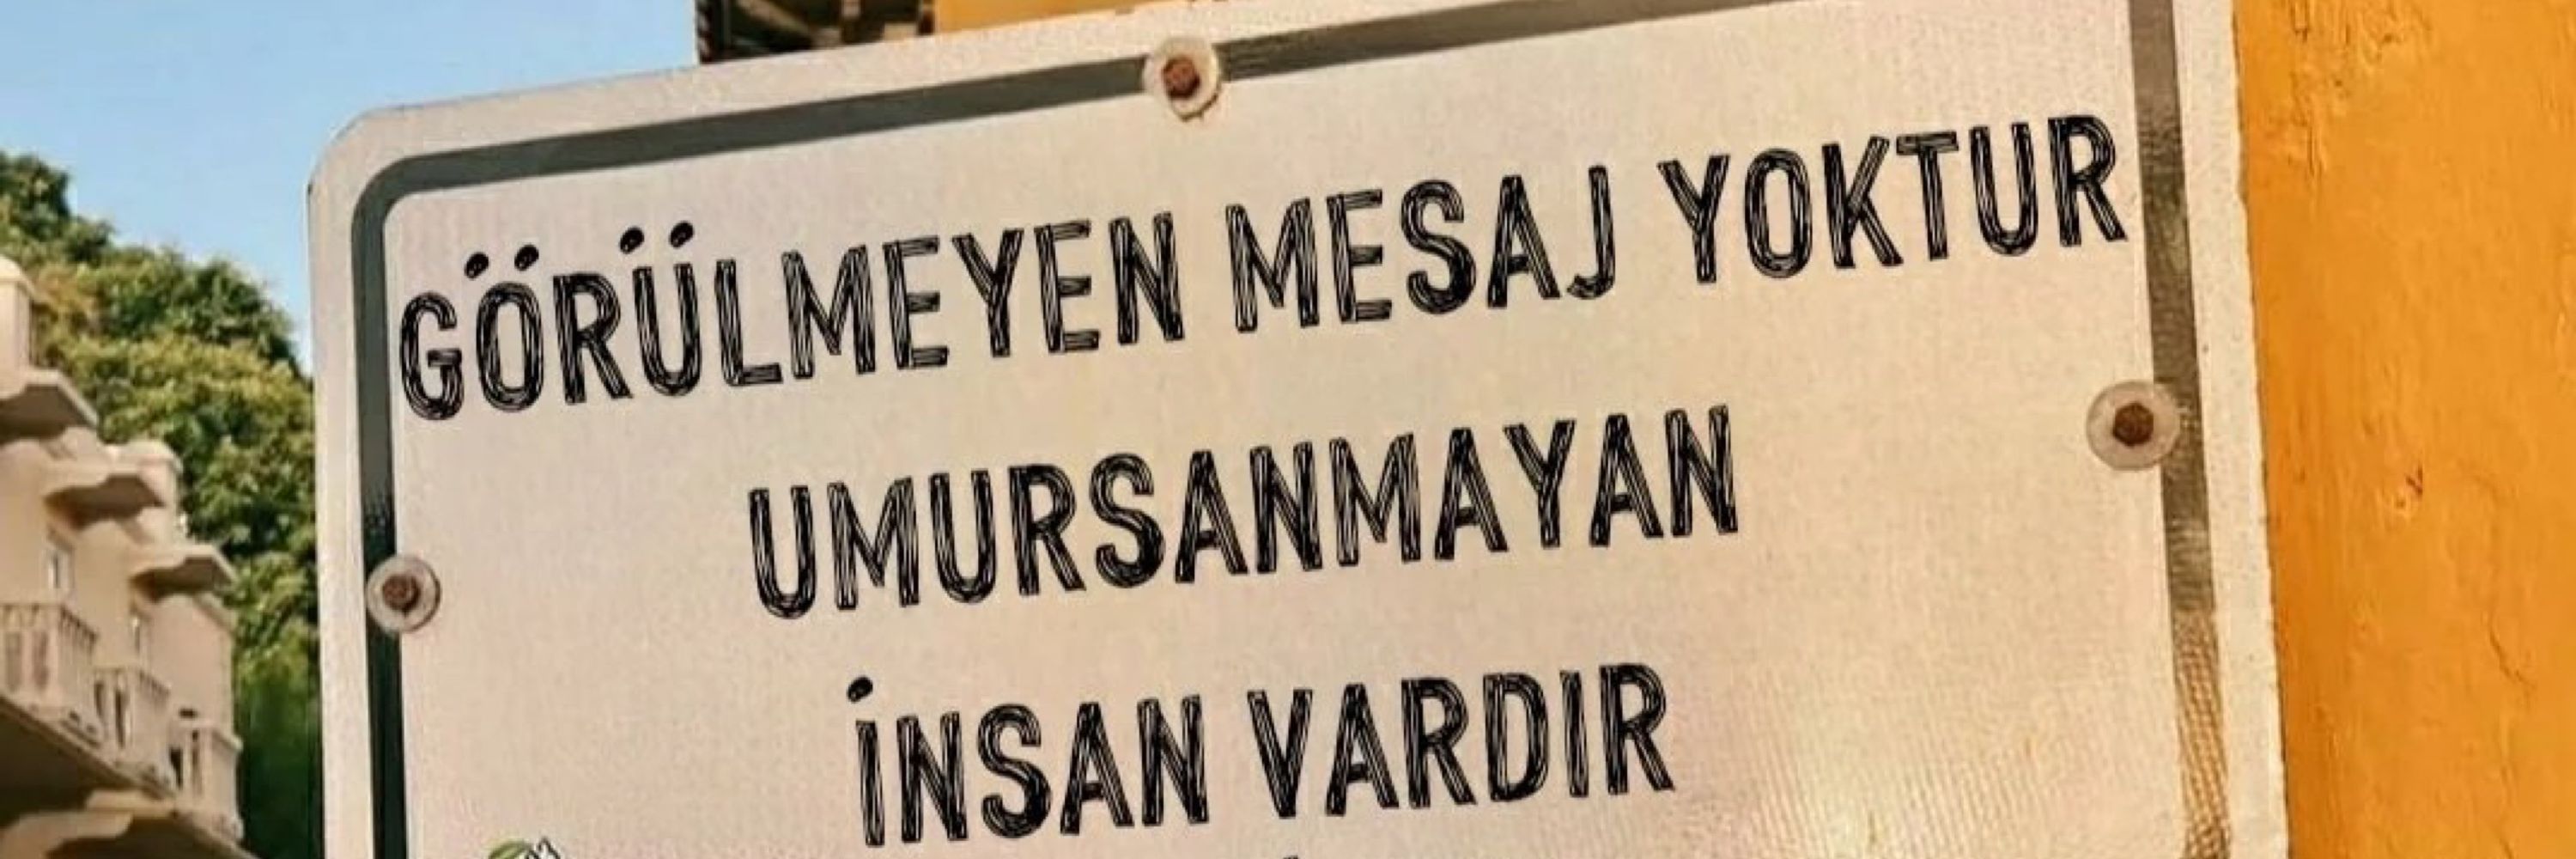 GÖRÜLMEYEN MESAJ YOKTUR
UMURSANMAYAN
İNSAN VARDIR